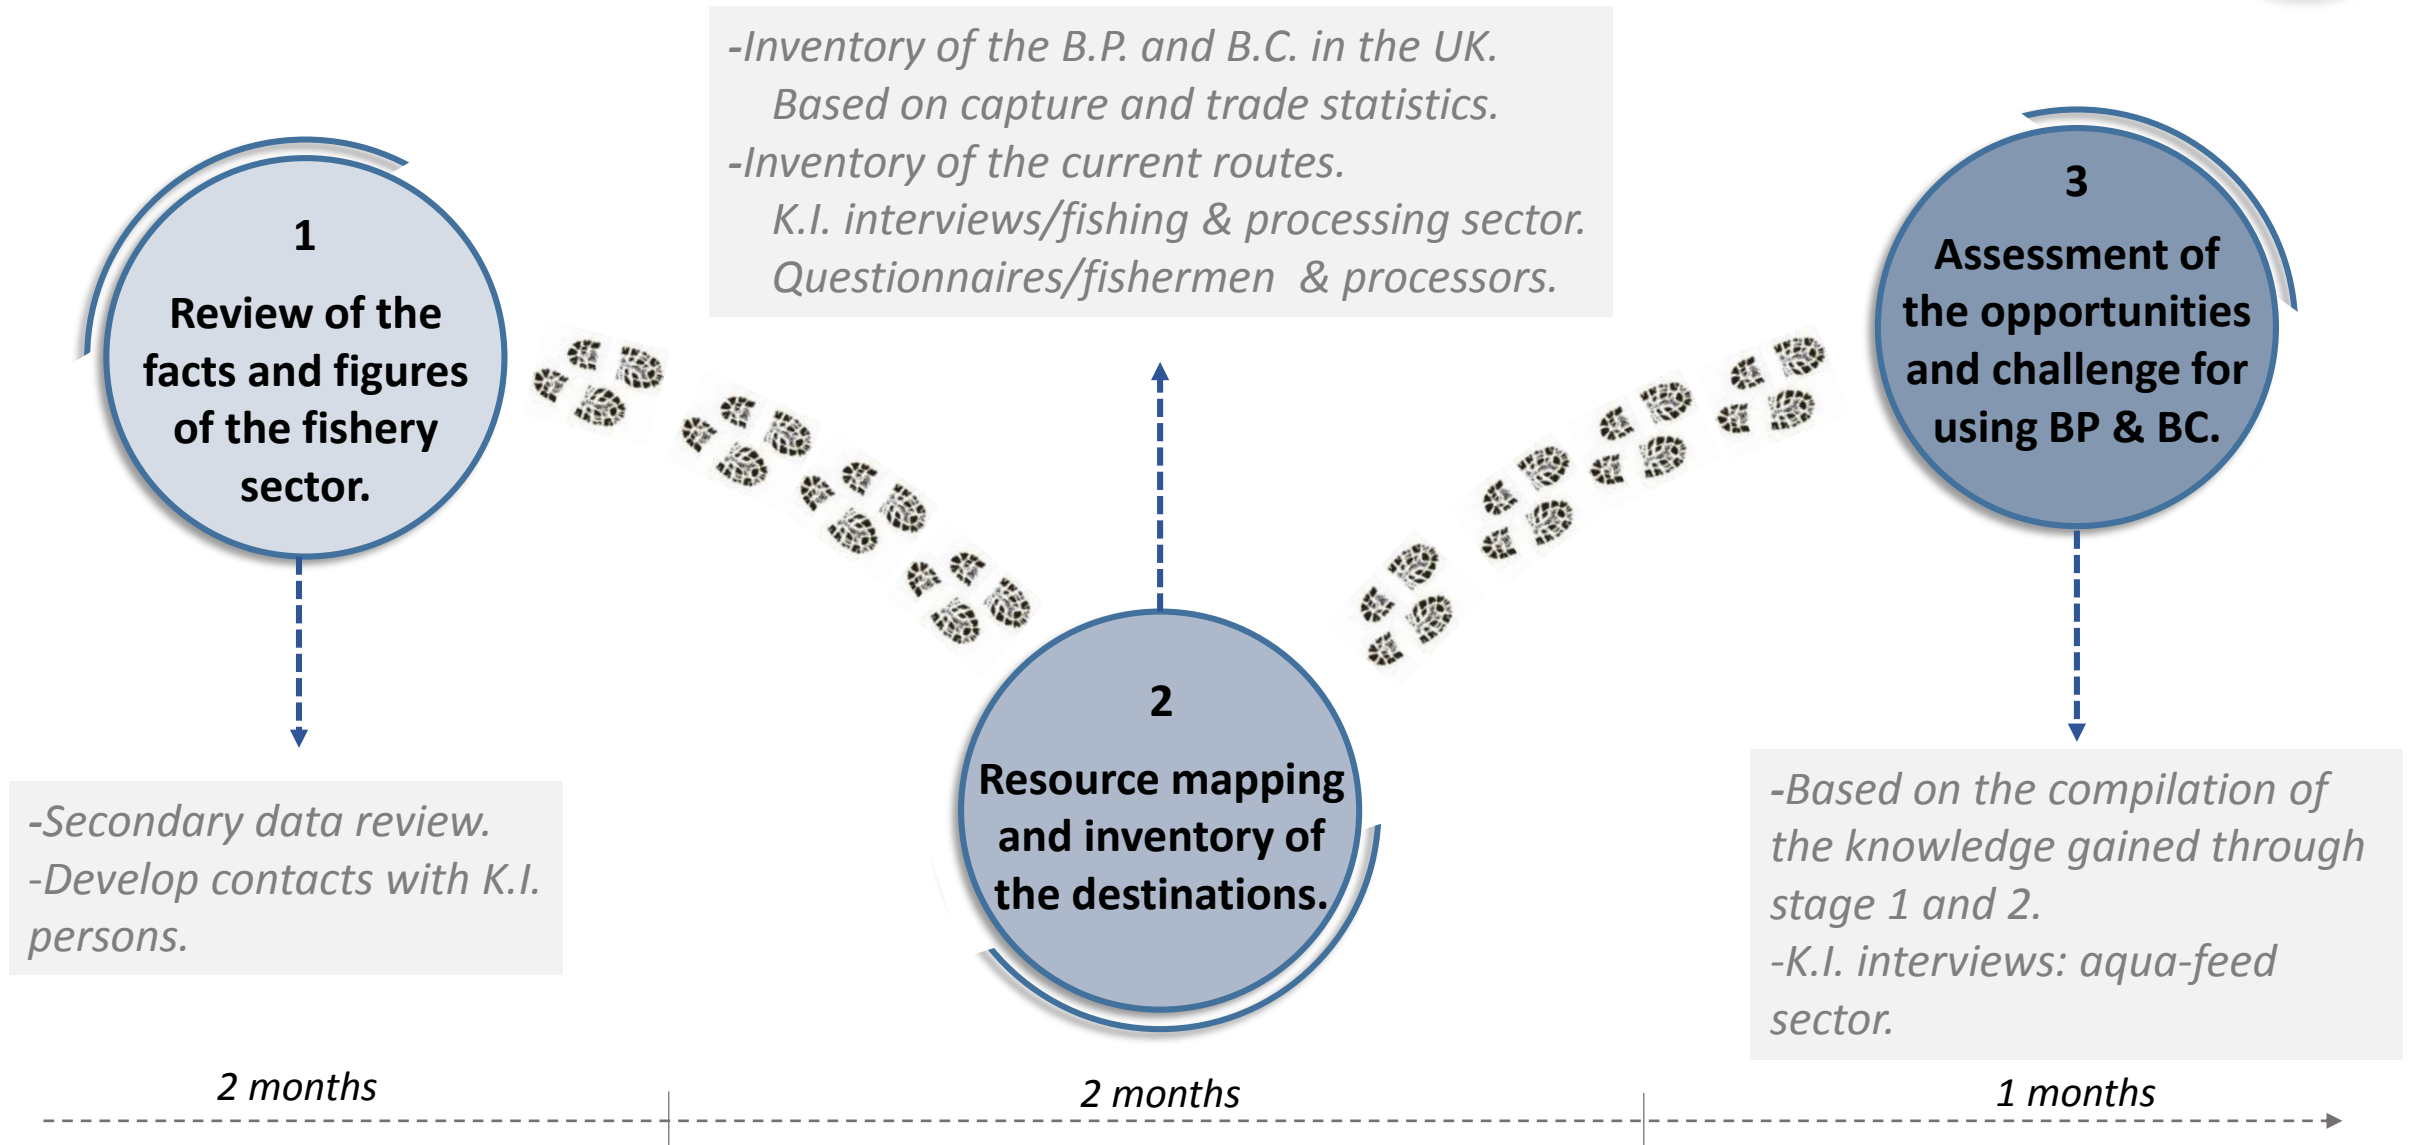 1
Review of the
facts and figures
of the fishery
sector.
-Secondary data review.
-Develop contacts with K.I.
persons.
-Inventory of the B.P. and B.C. in the UK.
Based on capture and trade statistics.
-Inventory of the current routes.
K.I. interviews/fishing & processing sector.
Questionnaires/fishermen  & processors.
2
Resource mapping
and inventory of
the destinations.
3
Assessment of
the opportunities
and challenge for
using BP & BC.
-Based on the compilation of
the knowledge gained through
stage 1 and 2.
-K.I. interviews: aqua-feed
sector.
2 months
2 months
1 months